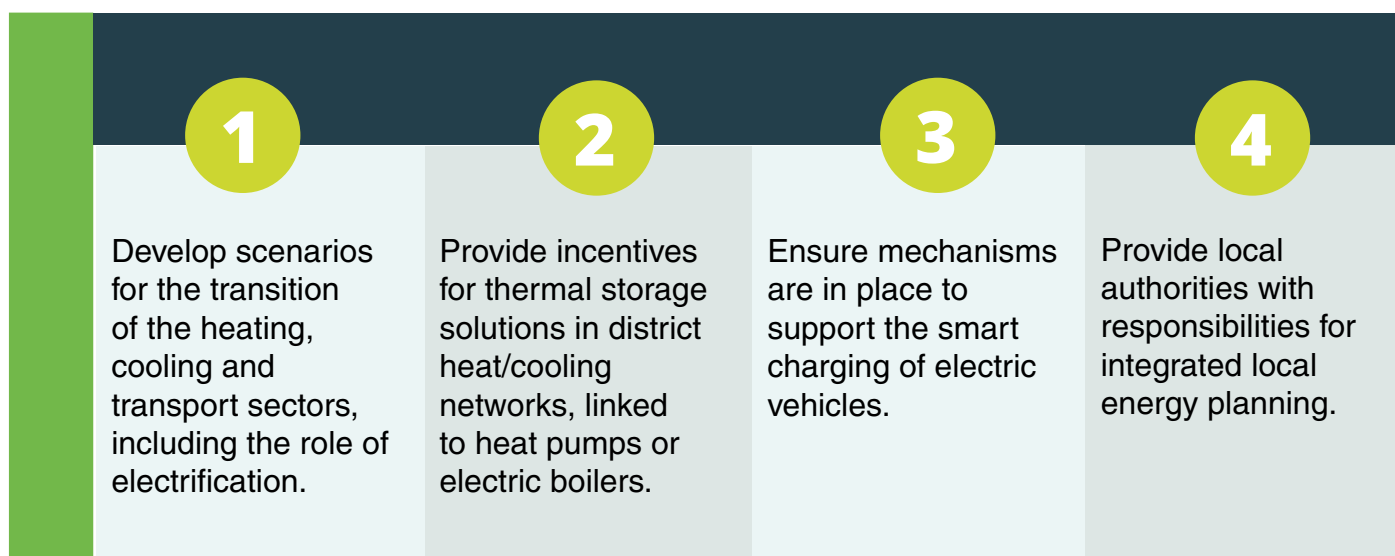 1
Develop scenarios
for the transition
of the heating,
cooling and
transport sectors,
including the role of
electrification.
2
Provide incentives
for thermal storage
solutions in district
heat/cooling
networks, linked
to heat pumps or
electric boilers.
3
Ensure mechanisms
are in place to
support the smart
charging of electric
vehicles.
4
Provide local
authorities with
responsibilities for
integrated local
energy planning.